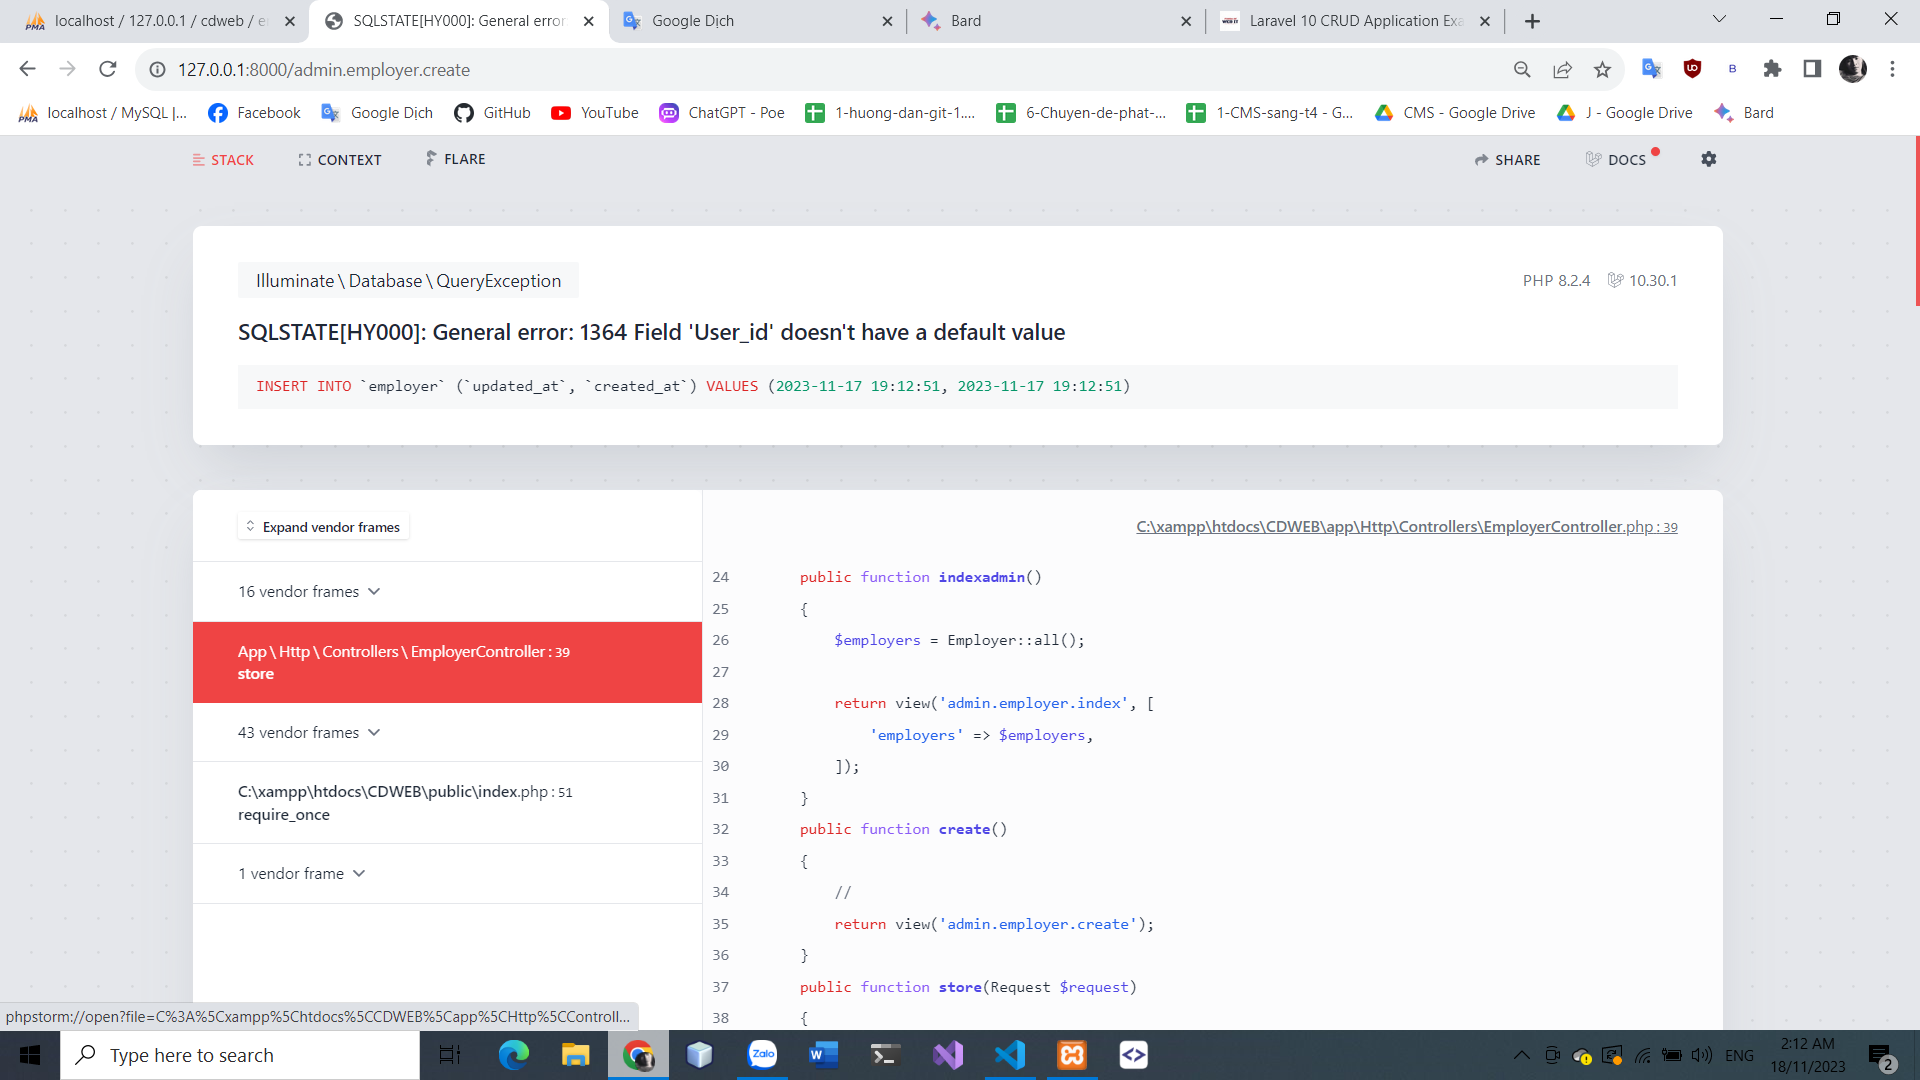 localhost / 127.0.0.1 / cdweb / e
SQLSTATE[HY000]: General error
Google Dịch
Bard
Laravel 10 CRUD Application Exa
127.0.0.1:8000/admin.employer.create
localhost / MySQL |...
Facebook
Google Dịch
GitHub
YouTube
ChatGPT - Poe
1-huong-dan-git-1....
6-Chuyen-de-phat-...
1-CMS-sang-t4 - G...
CMS - Google Drive
J - Google Drive
Bard
STACK
CONTEXT
FLARE
SHARE
DOCS
Illuminate \ Database \ QueryException
PHP 8.2.4
10.30.1
SQLSTATE[HY000]: General error: 1364 Field 'User_id' doesn't have a default value
INSERT INTO `employer` (`updated_at`, `created_at`) VALUES (2023-11-17 19:12:51, 2023-11-17 19:12:51)
Expand vendor frames
16 vendor frames
App \ Http \ Controllers \ EmployerController : 39
store
43 vendor frames
C:\xampp\htdocs\CDWEB\public\index.php : 51
require_once
1 vendor frame
C:\xampp\htdocs\CDWEB\app\Http\Controllers\EmployerController.php : 39
24 public function indexadmin()
25 {
26 $employers = Employer::all();
27
28 return view('admin.employer.index', [
29 'employers' => $employers,
30 ]);
31 }
32 public function create()
33 {
34 //
35 return view('admin.employer.create');
36 }
37 public function store(Request $request)
38 {
phpstorm://open?file=C%3A%5Cxampp%5Chtdocs%5CCDWEB%5Capp%5CHttp%5CControll...
Type here to search
Zalo
ENG
2:12 AM
18/11/2023
2